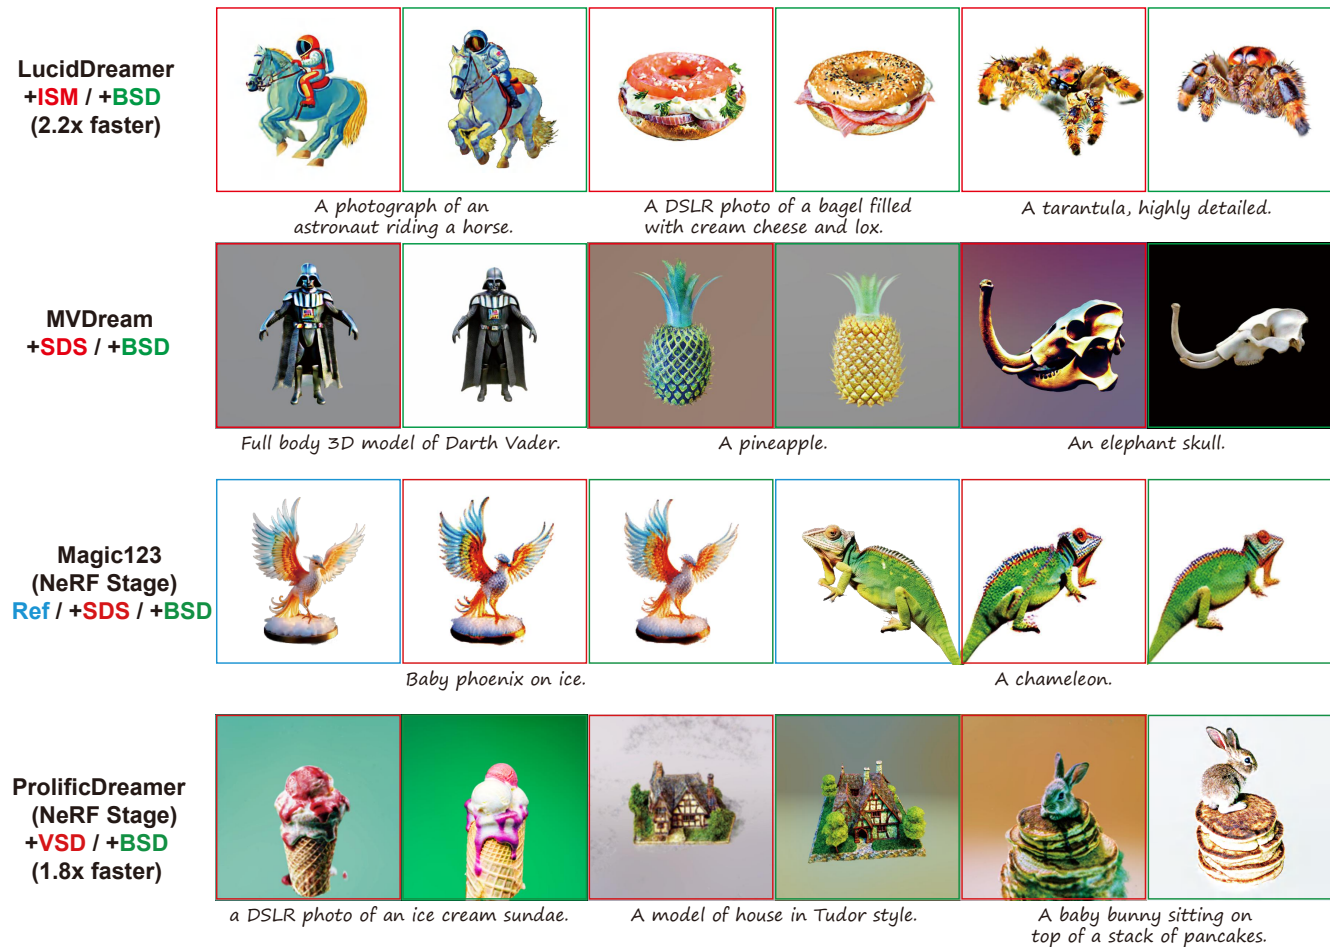 LucidDreamer
+ISM / +BSD
(2.2x faster)
A photograph of an
astronaut riding a horse.
A DSLR photo of a bagel filled
with cream cheese and lox.
A tarantula, highly detailed.
MVDream
+SDS / +BSD
Full body 3D model of Darth Vader.
A pineapple.
An elephant skull.
Magic123
(NeRF Stage)
Ref / +SDS / +BSD
Baby phoenix on ice.
A chameleon.
ProlificDreamer
(NeRF Stage)
+VSD / +BSD
(1.8x faster)
a DSLR photo of an ice cream sundae.
A model of house in Tudor style.
A baby bunny sitting on
top of a stack of pancakes.